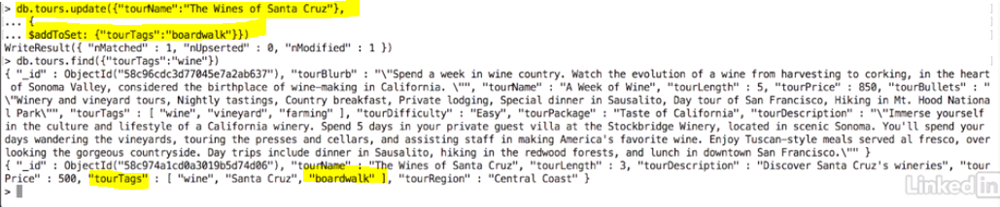 > db.tours.update({"tourName":"The Wines of Santa Cruz"},
... {
... $addToSet: {"tourTags":"boardwalk"}})
WriteResult({ "nMatched" : 1, "nUpserted" : 0, "nModified" : 1 })
> db.tours.find({"tourTags":"wine"})
{ "_id" : ObjectId("58c96cdc3d77045e7a2ab637"), "tourBlurb" : "\"Spend a week in wine country. Watch the evolution of a wine from harvesting to corking, in the heart
 of Sonoma Valley, considered the birthplace of wine-making in California. \"", "tourName" : "A Week of Wine", "tourLength" : 5, "tourPrice" : 850, "tourBullets" : "
\"Winery and vineyard tours, Nightly tastings, Country breakfast, Private lodging, Special dinner in Sausalito, Day tour of San Francisco, Hiking in Mt. Hood Nationa
l Park\"", "tourTags" : [ "wine", "vineyard", "farming" ], "tourDifficulty" : "Easy", "tourPackage" : "Taste of California", "tourDescription" : "\"Immerse yourself
in the culture and lifestyle of a California winery. Spend 5 days in your private guest villa at the Stockbridge Winery, located in scenic Sonoma. You'll spend your
days wandering the vineyards, touring the presses and cellars, and assisting staff in making America's favorite wine. Enjoy Tuscan-style meals served al fresco, over
looking the gorgeous countryside. Day trips include dinner in Sausalito, hiking in the redwood forests, and lunch in downtown San Francisco.\"" }
{ "_id" : ObjectId("58c974a1cd0a3019b5d74d06"), "tourName" : "The Wines of Santa Cruz", "tourLength" : 3, "tourDescription" : "Discover Santa Cruz's wineries", "tour
Price" : 500, "tourTags" : [ "wine", "Santa Cruz", "boardwalk" ], "tourRegion" : "Central Coast" }
>
Linked in